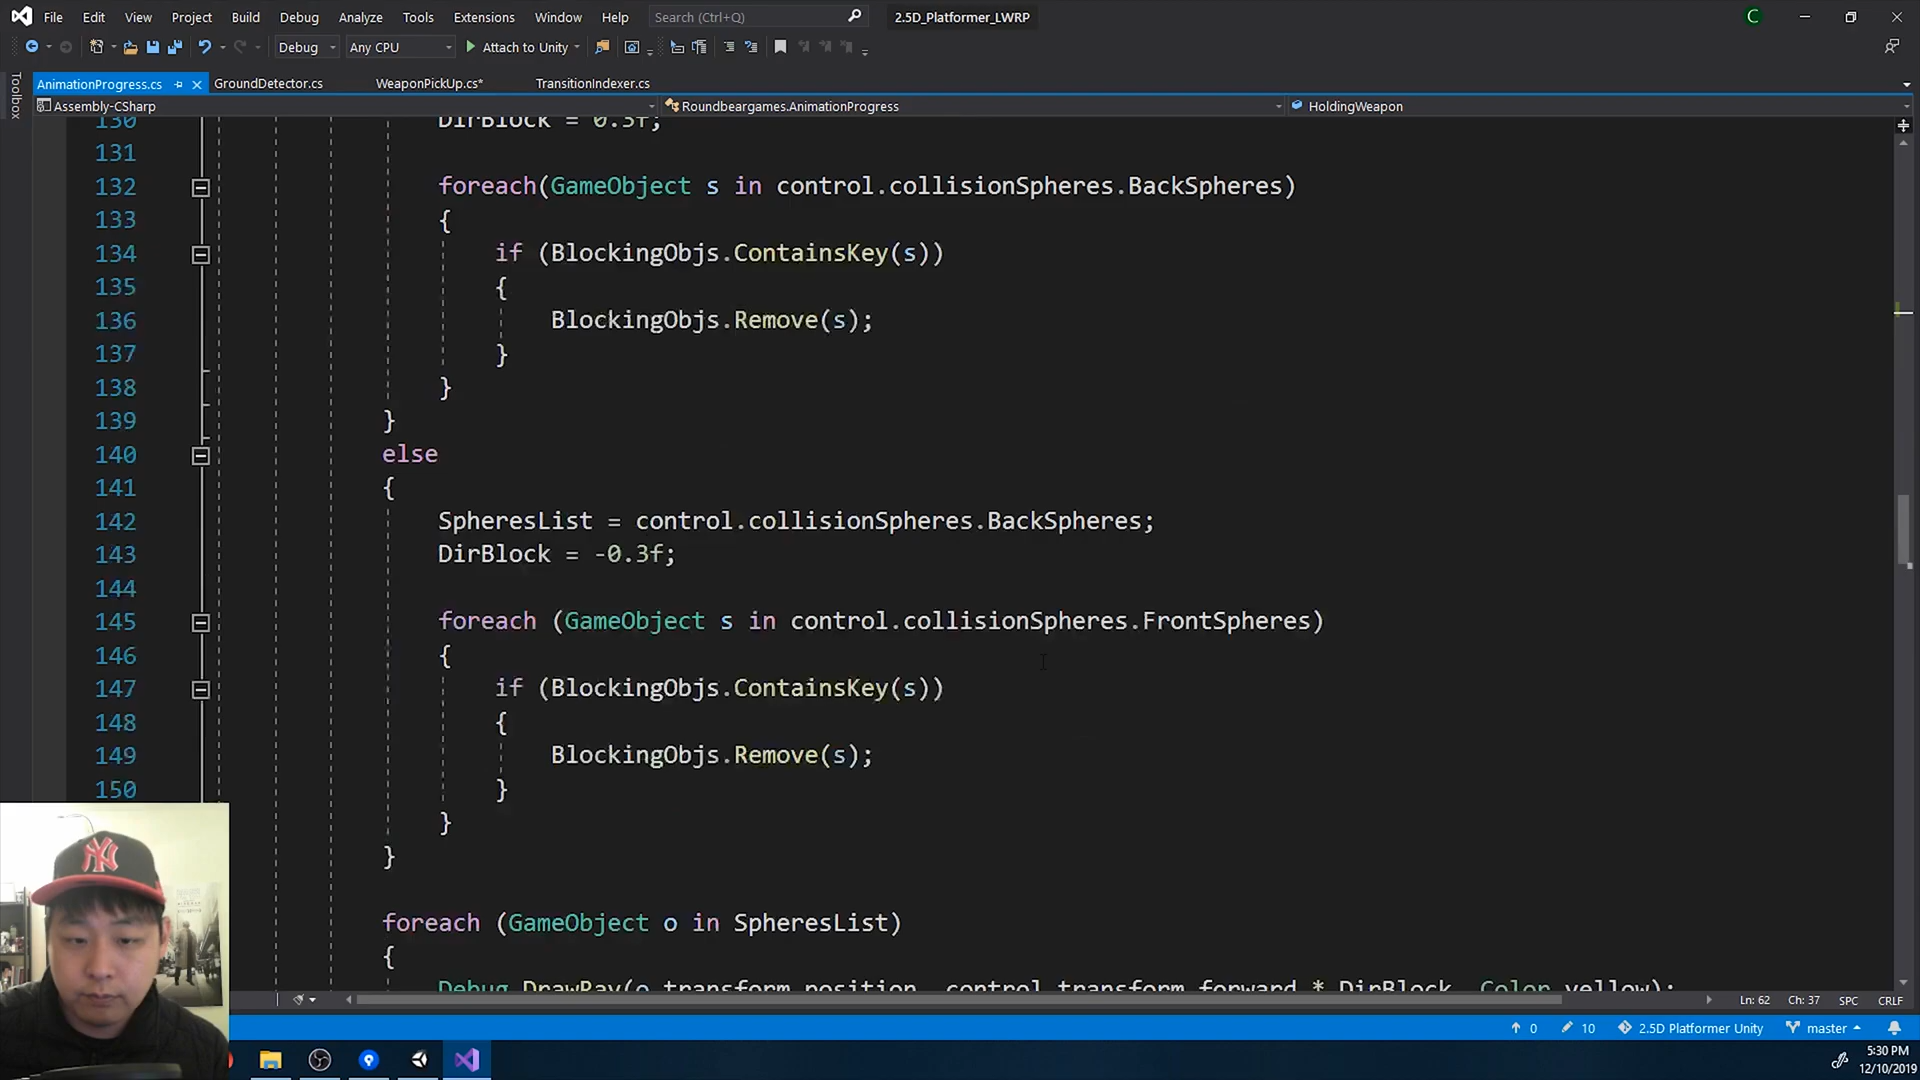 File Edit View Project Build Debug Analyze Tools Extensions Window Help Search (Ctrl+Q) 2.5D_Platformer_LWRP C
Debug Any CPU Attach to Unity
Toolbox
AnimationProgress.cs GroundDetector.cs WeaponPickUp.cs* TransitionIndexer.cs
Assembly-CSharp Roundbeargames.AnimationProgress HoldingWeapon
130 DirBlock = 0.3f;
131
132 foreach(GameObject s in control.collisionSpheres.BackSpheres)
133 {
134 if (BlockingObjs.ContainsKey(s))
135 {
136 BlockingObjs.Remove(s);
137 }
138 }
139 }
140 else
141 {
142 SpheresList = control.collisionSpheres.BackSpheres;
143 DirBlock = -0.3f;
144
145 foreach (GameObject s in control.collisionSpheres.FrontSpheres)
146 {
147 if (BlockingObjs.ContainsKey(s))
148 {
149 BlockingObjs.Remove(s);
150 }
}
}
foreach (GameObject o in SpheresList)
{
Debug.DrawRay(o.transform.position, control.transform.forward * DirBlock, Color.yellow);
Ln: 62 Ch: 37 SPC CRLF
0 10 2.5D Platformer Unity master
5:30 PM
12/10/2019